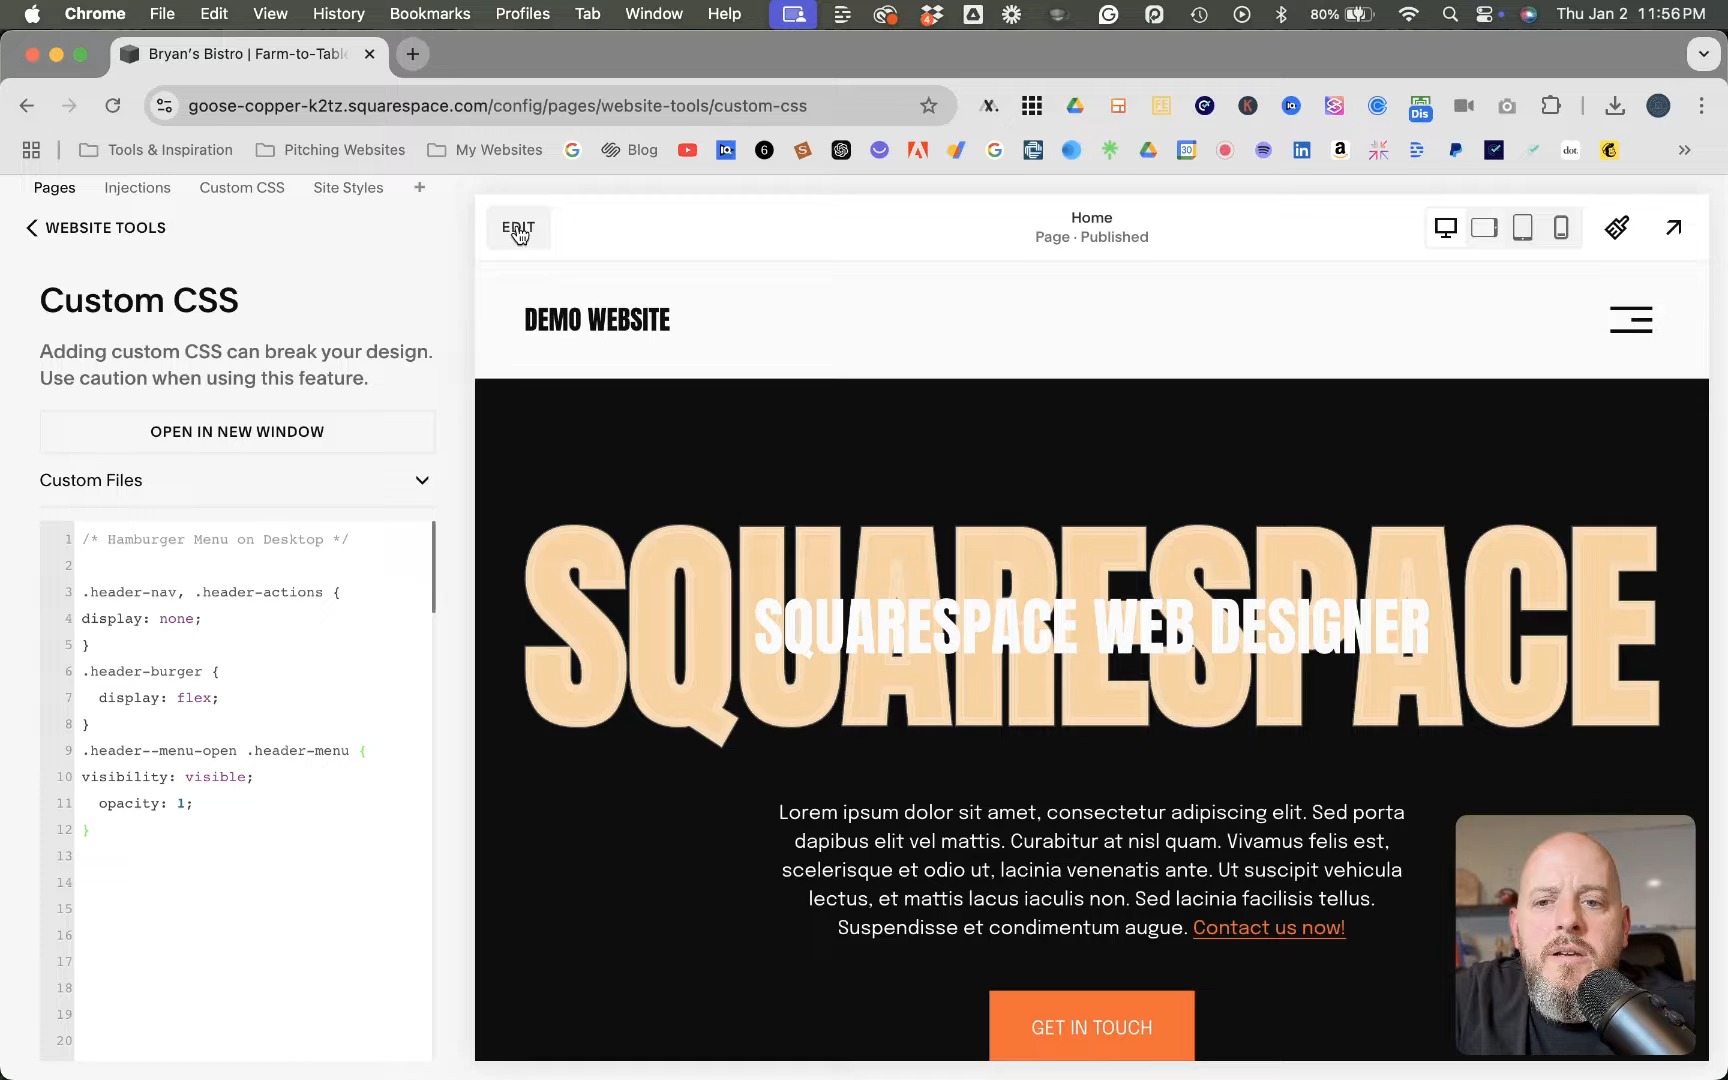 Chrome File Edit View History Bookmarks Profiles Tab Window Help 80% Thu Jan 2 11:56 PM
Bryan's Bistro | Farm-to-Tabl
goose-copper-k2tz.squarespace.com/config/pages/website-tools/custom-css
Dis
Tools & Inspiration Pitching Websites My Websites Blog
Pages Injections Custom CSS Site Styles +
WEBSITE TOOLS
EDIT
Home
Page · Published
Custom CSS
Adding custom CSS can break your design.
Use caution when using this feature.
OPEN IN NEW WINDOW
Custom Files
1 /* Hamburger Menu on Desktop */
2
3 .header-nav, .header-actions {
4 display: none;
5 }
6 .header-burger {
7 display: flex;
8 }
9 .header--menu-open .header-menu {
10 visibility: visible;
11 opacity: 1;
12 }
13
14
15
16
17
18
19
20
DEMO WEBSITE
SQUARESPACE
SQUARESPACE WEB DESIGNER
Lorem ipsum dolor sit amet, consectetur adipiscing elit. Sed porta
dapibus elit vel mattis. Curabitur at nisl quam. Vivamus felis est,
scelerisque et odio ut, lacinia venenatis ante. Ut suscipit vehicula
lectus, et mattis lacus iaculis non. Sed lacinia facilisis tellus.
Suspendisse et condimentum augue. Contact us now!
GET IN TOUCH